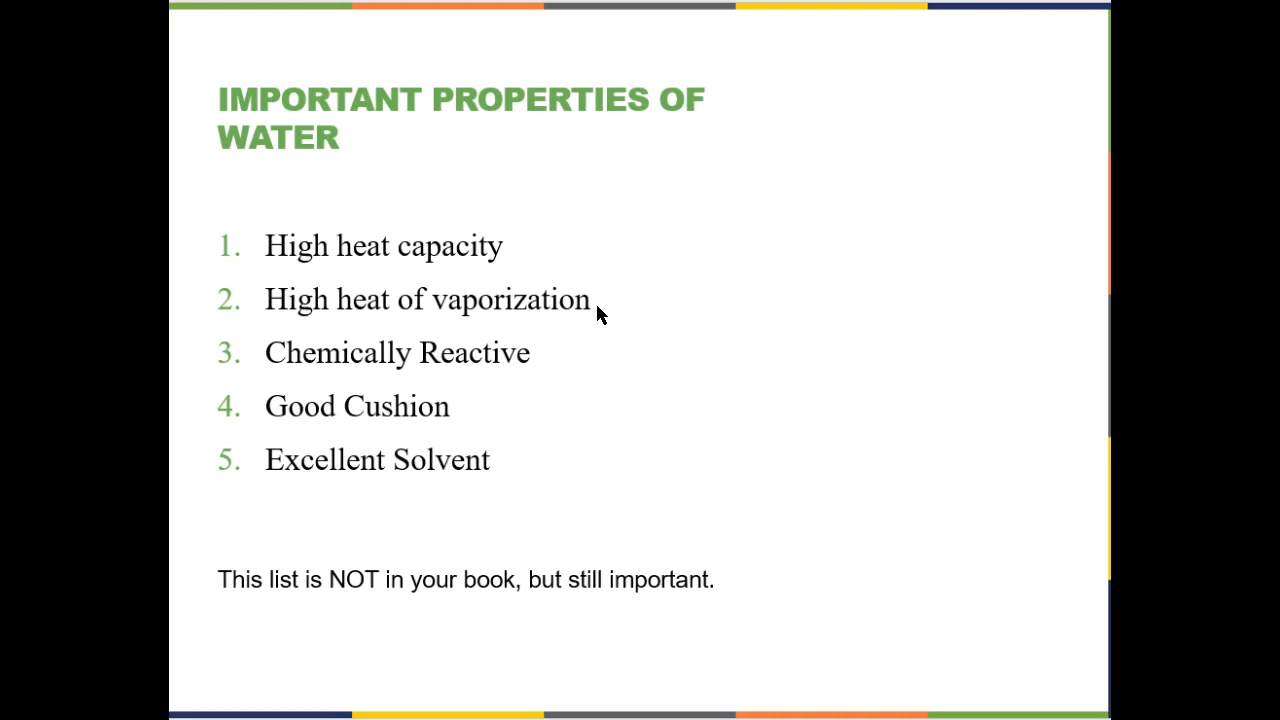 IMPORTANT PROPERTIES OF
WATER
1. High heat capacity
2. High heat of vaporization
3. Chemically Reactive
4. Good Cushion
5. Excellent Solvent
This list is NOT in your book, but still important.